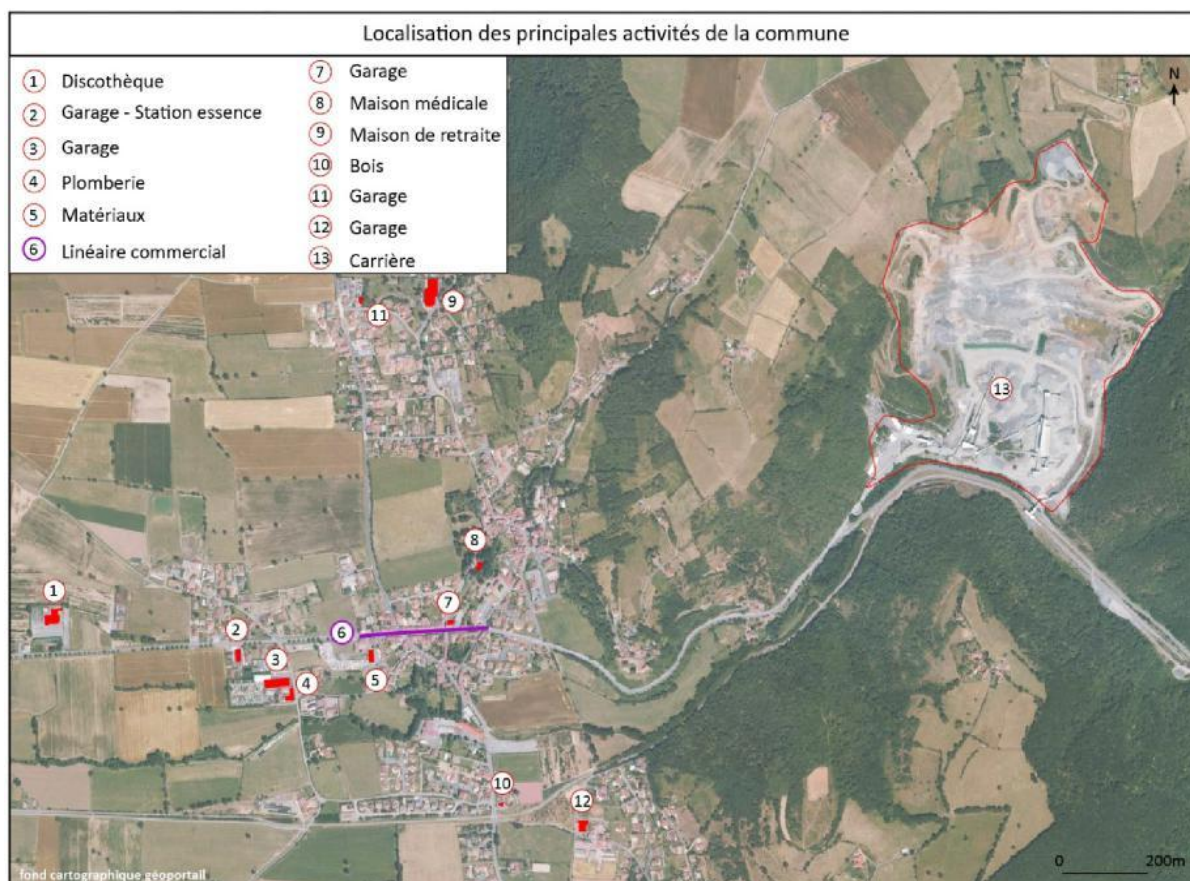 Localisation des principales activités de la commune
1 Discothèque
2 Garage - Station essence
3 Garage
4 Plomberie
5 Matériaux
6 Linéaire commercial
7 Garage
8 Maison médicale
9 Maison de retraite
10 Bois
11 Garage
12 Garage
13 Carrière
N
9
11
13
8
1
7
2
6
3
4
5
10
12
0 200m
fond cartographique géoportail